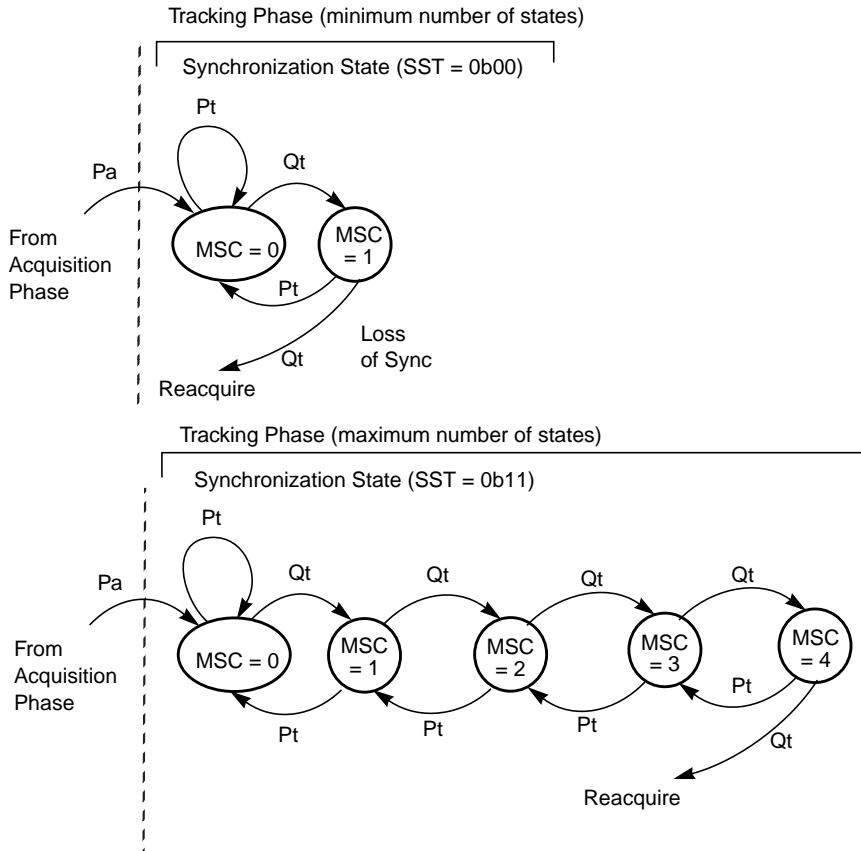 Tracking Phase (minimum number of states)
Synchronization State (SST = 0b00)
Pt
Qt
Pa
From
Acquisition
Phase
MSC = 0
MSC
= 1
Pt
Qt
Loss
of Sync
Reacquire
Tracking Phase (maximum number of states)
Synchronization State (SST = 0b11)
Pt
Pa
Qt
Qt
Qt
Qt
From
Acquisition
Phase
MSC = 0
MSC
= 1
MSC
= 2
MSC
= 3
MSC
= 4
Pt
Pt
Pt
Pt
Qt
Reacquire